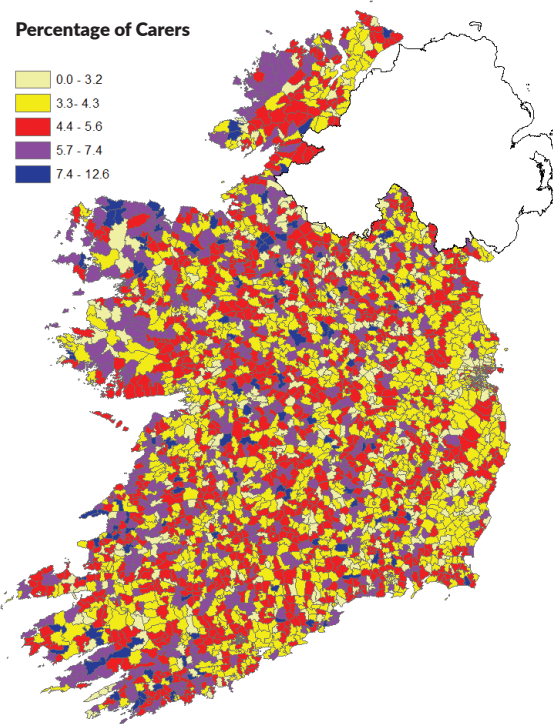 Percentage of Carers
0.0 - 3.2
3.3 - 4.3
4.4 - 5.6
5.7 - 7.4
7.4 - 12.6